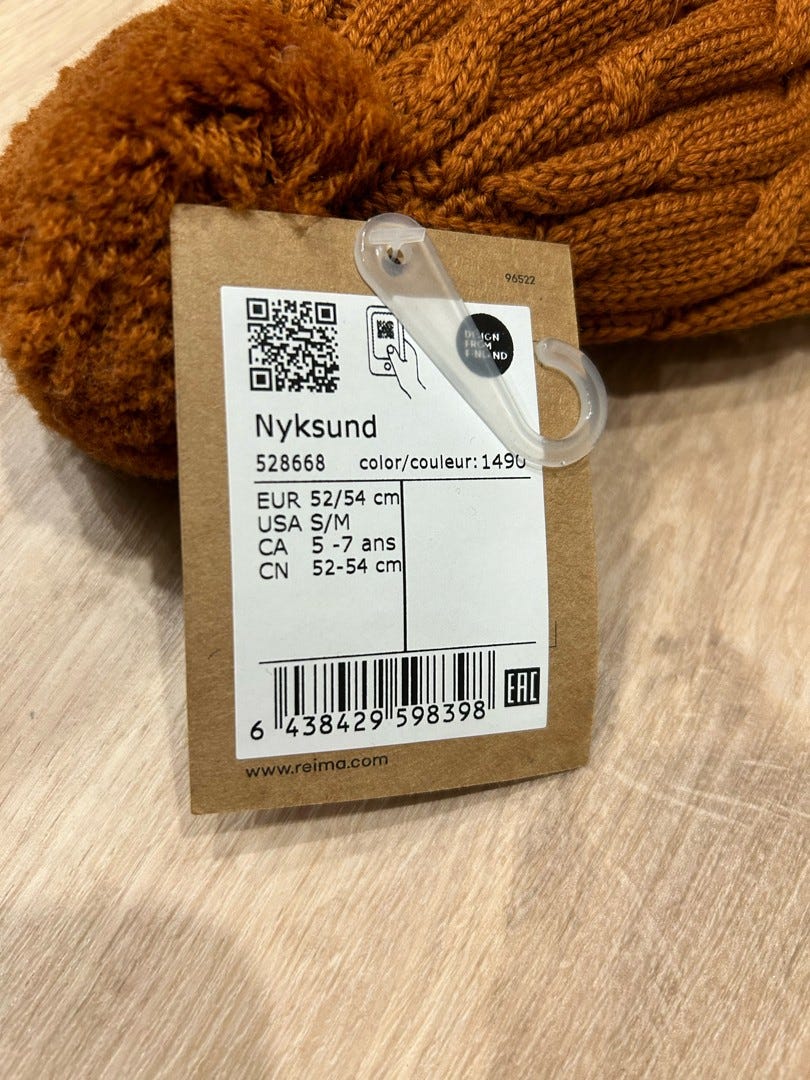 96522
DESIGN
FROM
FINLAND
Nyksund
528668 color/couleur: 1490
EUR 52/54 cm
USA S/M
CA 5 -7 ans
CN 52-54 cm
6 438429 598398
EAC
www.reima.com